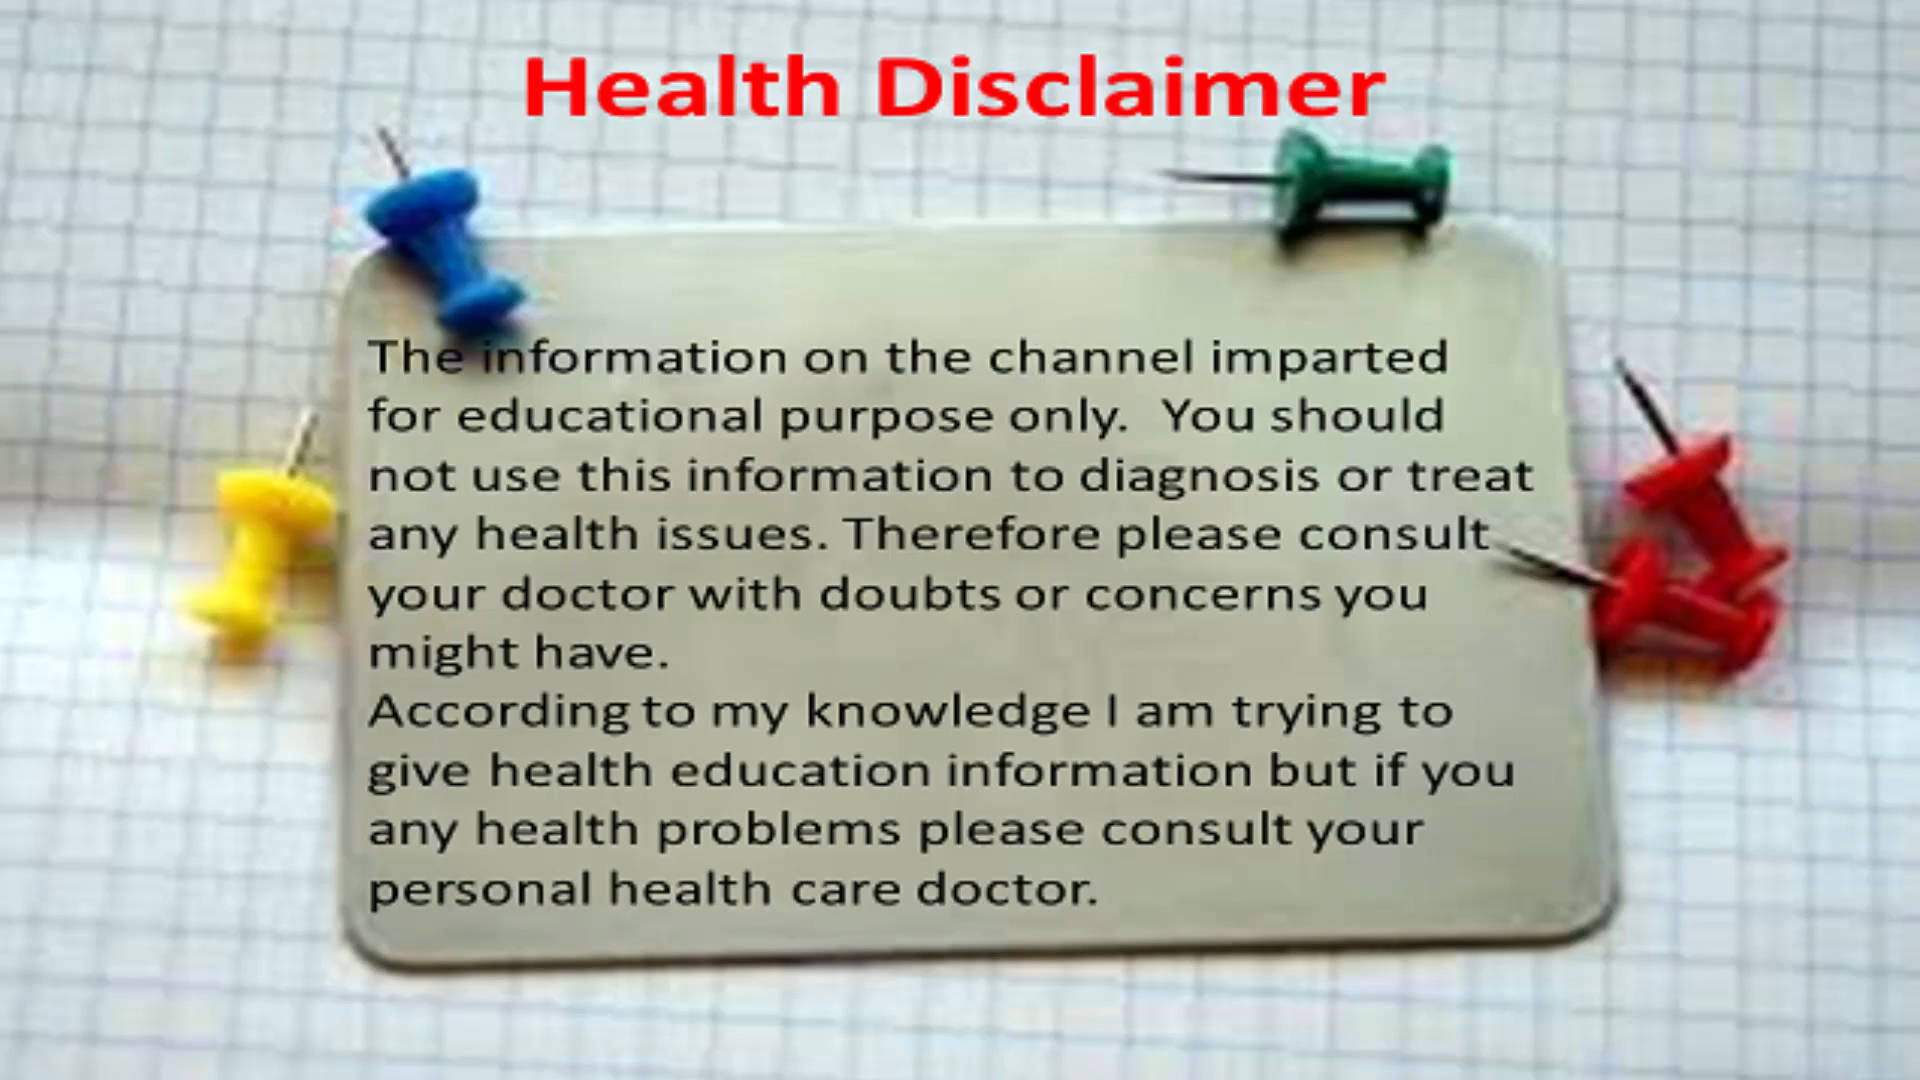 Health Disclaimer
The information on the channel imparted
for educational purpose only.  You should
not use this information to diagnosis or treat
any health issues. Therefore please consult
your doctor with doubts or concerns you
might have.
According to my knowledge I am trying to
give health education information but if you
any health problems please consult your
personal health care doctor.